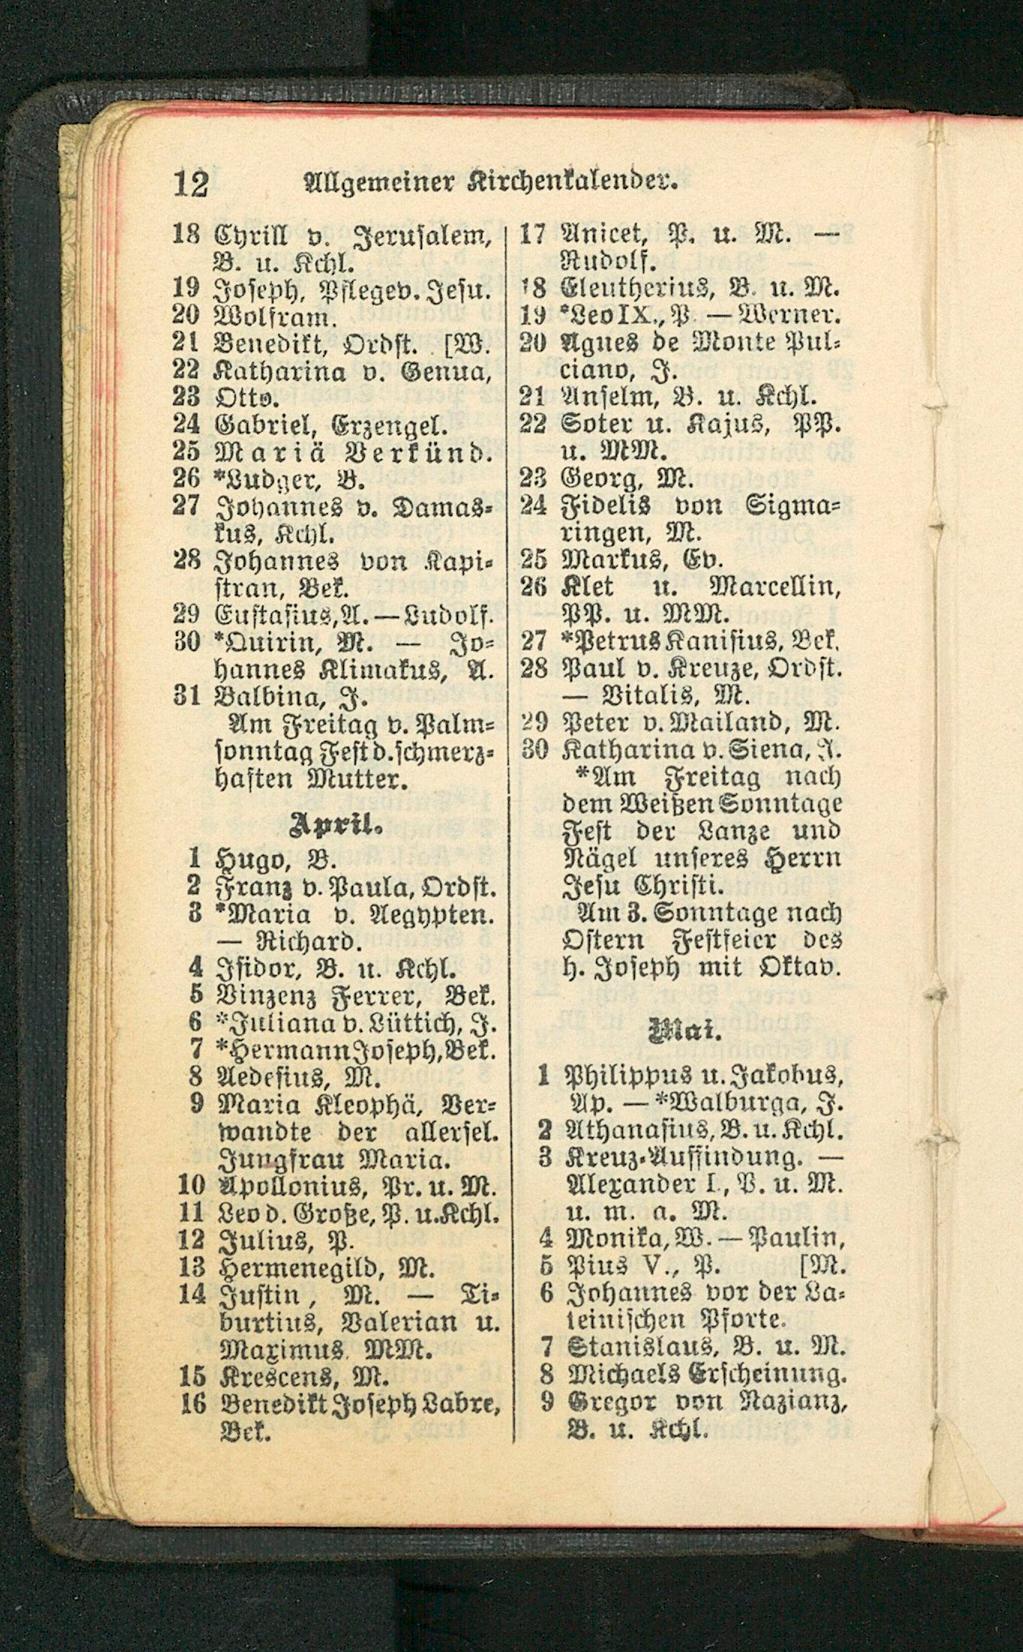 12 Allgemeiner Kirchenkalender.
18 Cyrill v. Jerusalem,
B. u. Kchl.
19 Joseph, Pflegev. Jesu.
20 Wolfram.
21 Benedikt, Ordst. [W.
22 Katharina v. Genua,
23 Otto.
24 Gabriel, Erzengel.
25 Mariä Verkünd.
26 *Ludger, B.
27 Johannes v. Damas-
kus, Kchl.
28 Johannes von Kapi-
stran, Bek.
29 Eustasius, A. — Ludolf.
30 *Quirin, M. — Jo-
hannes Klimakus, A.
31 Balbina, J.
Am Freitag v. Palm-
sonntag Fest d. schmerz-
haften Mutter.
April.
1 Hugo, B.
2 Franz v. Paula, Ordst.
3 *Maria v. Aegypten.
— Richard.
4 Isidor, B. u. Kchl.
5 Vinzenz Ferrer, Bek.
6 *Juliana v. Lüttich, J.
7 *Hermann Joseph, Bek.
8 Aedesius, M.
9 Maria Kleophä, Ver-
wandte der allersel.
Jungfrau Maria.
10 Apollonius, Pr. u. M.
11 Leo d. Große, P. u. Kchl.
12 Julius, P.
13 Hermenegild, M.
14 Justin, M. — Ti-
burtius, Valerian u.
Maximus MM.
15 Krescens, M.
16 Benedikt Joseph Labre,
Bek.
17 Anicet, P. u. M. —
Rudolf.
18 Eleutherius, B. u. M.
19 *Leo IX., P. — Werner.
20 Agnes de Monte Pul-
ciano, J.
21 Anselm, B. u. Kchl.
22 Soter u. Kajus, PP.
u. MM.
23 Georg, M.
24 Fidelis von Sigma-
ringen, M.
25 Markus, Ev.
26 Klet u. Marcellin,
PP. u. MM.
27 *Petrus Kanisius, Bek.
28 Paul v. Kreuze, Ordst.
— Vitalis, M.
29 Peter v. Mailand, M.
30 Katharina v. Siena, J.
*Am Freitag nach
dem Weißen Sonntage
Fest der Lanze und
Nägel unseres Herrn
Jesu Christi.
Am 3. Sonntage nach
Ostern Festfeier des
h. Joseph mit Oktav.
Mai.
1 Philippus u. Jakobus,
Ap. — *Walburga, J.
2 Athanasius, B. u. Kchl.
3 Kreuz-Auffindung. —
Alexander I., P. u. M.
u. m. a. M.
4 Monika, W. — Paulin,
5 Pius V., P. [M.
6 Johannes vor der La-
teinischen Pforte.
7 Stanislaus, B. u. M.
8 Michaels Erscheinung.
9 Gregor von Nazianz,
B. u. Kchl.